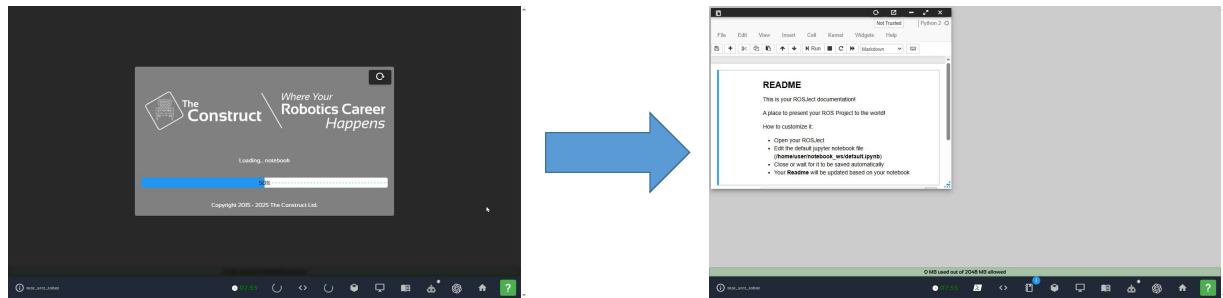 The
Construct
Where Your
Robotics Career
Happens
Loading.. notebook
50%
Copyright 2015 - 2025 The Construct Ltd.
07:55
?
Not Trusted
Python 2
File Edit View Insert Cell Kernel Widgets Help
Run
Markdown
README
This is your ROSJect documentation!
A place to present your ROS Project to the world!
How to customize it:
Open your ROSJect
Edit the default jupyter notebook file
(/home/user/notebook_ws/default.ipynb)
Close or wait for it to be saved automatically
Your Readme will be updated based on your notebook
0 MB used out of 2048 MB allowed
07:55
?